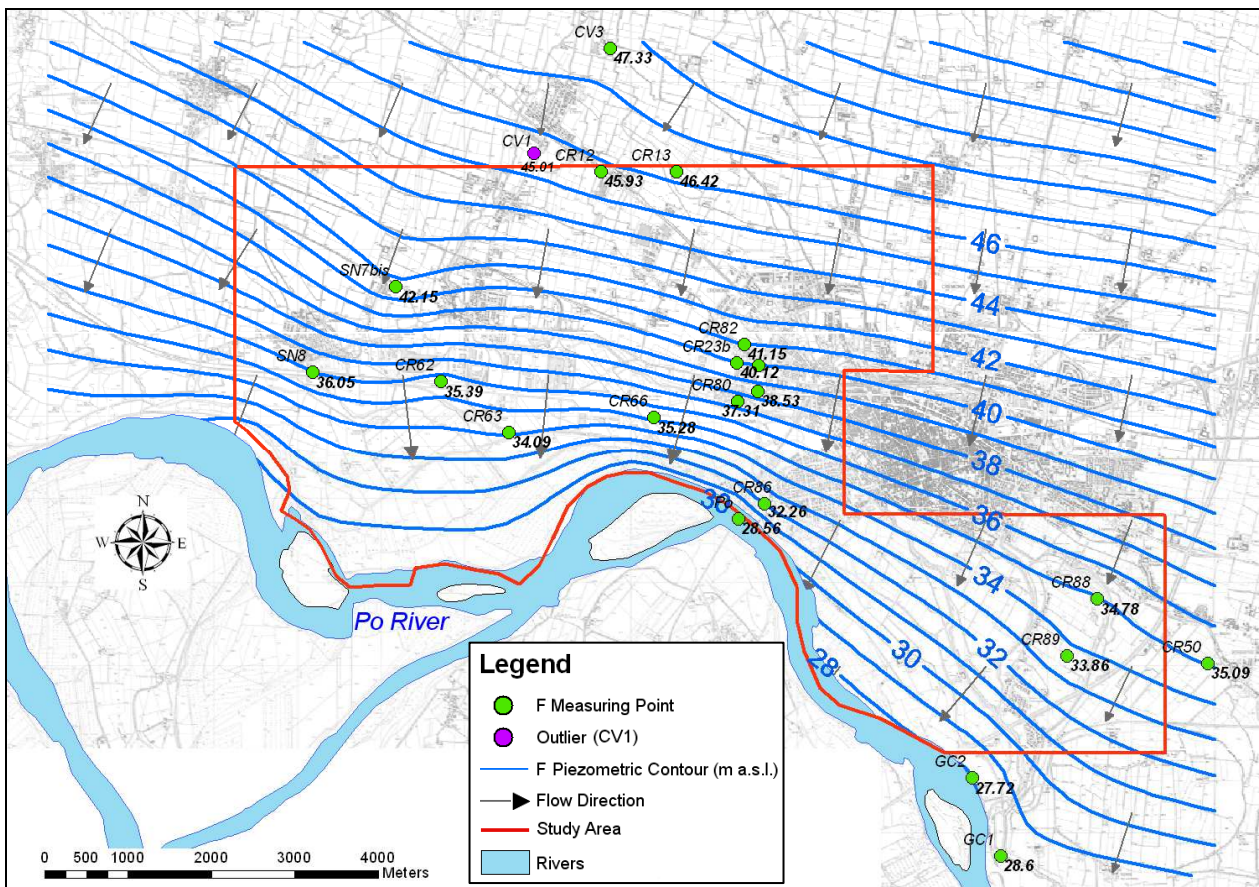 CV3
47.33
CV1
45.01
CR12
45.93
CR13
46.42
46
SN7bis
42.15
44
CR82
41.15
CR23b
40.12
42
SN8
36.05
CR62
35.39
CR80
38.53
37.31
40
CR66
35.28
CR63
34.09
38
36
CR86
32.26
Po
28.56
N
W
E
S
34
CR88
34.78
CR89
33.86
CR50
35.09
32
30
28
Po River
GC2
27.72
GC1
28.6
Legend
F Measuring Point
Outlier (CV1)
F Piezometric Contour (m a.s.l.)
Flow Direction
Study Area
Rivers
0 500 1000 2000 3000 4000
Meters